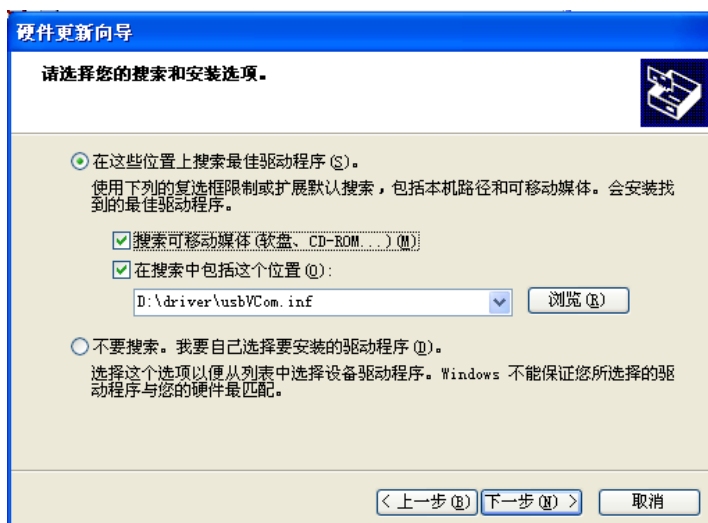 硬件更新向导
请选择您的搜索和安装选项。
在这些位置上搜索最佳驱动程序(S)。
使用下列的复选框限制或扩展默认搜索，包括本机路径和可移动媒体。会安装找
到的最佳驱动程序。
搜索可移动媒体(软盘、CD-ROM...)(M)
在搜索中包括这个位置(O):
D:\driver\usbVCom.inf
浏览(R)
不要搜索。我要自己选择要安装的驱动程序(D)。
选择这个选项以便从列表中选择设备驱动程序。Windows 不能保证您所选择的驱
动程序与您的硬件最匹配。
< 上一步(B) 下一步(N) > 取消